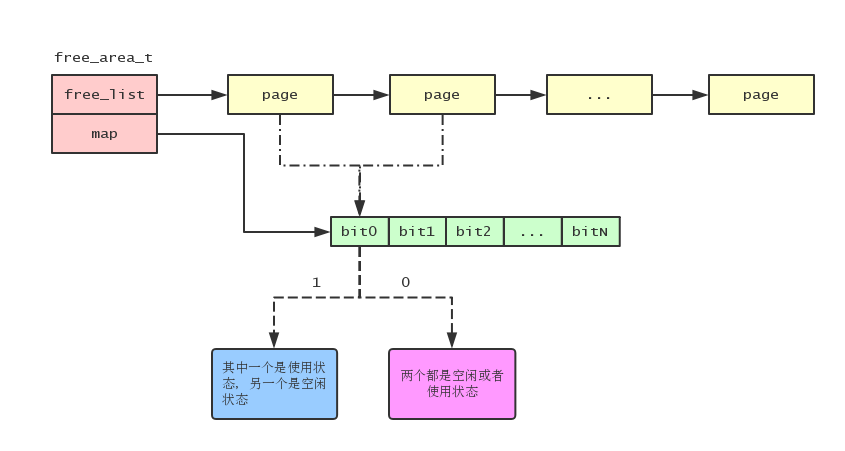 free_area_t
free_list
page
page
...
page
map
bit0
bit1
bit2
...
bitN
1
0
其中一个是使用状
态, 另一个是空闲
状态
两个都是空闲或者
使用状态